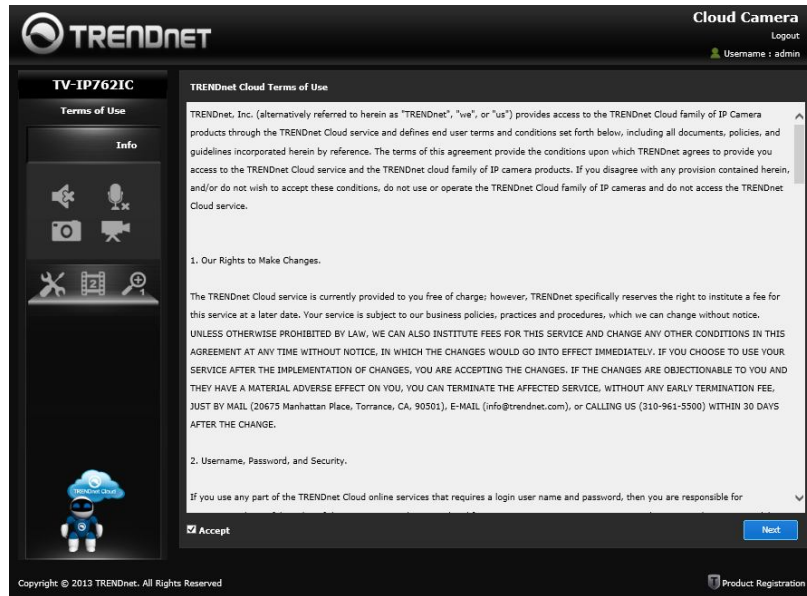 TRENDNET
Cloud Camera
Logout
Username : admin
TV-IP762IC
Terms of Use
Info
2
1
TRENDnet Cloud
TRENDnet Cloud Terms of Use
TRENDnet, Inc. (alternatively referred to herein as "TRENDnet", "we", or "us") provides access to the TRENDnet Cloud family of IP Camera
products through the TRENDnet Cloud service and defines end user terms and conditions set forth below, including all documents, policies, and
guidelines incorporated herein by reference. The terms of this agreement provide the conditions upon which TRENDnet agrees to provide you
access to the TRENDnet Cloud service and the TRENDnet cloud family of IP camera products. If you disagree with any provision contained herein,
and/or do not wish to accept these conditions, do not use or operate the TRENDnet Cloud family of IP cameras and do not access the TRENDnet
Cloud service.
1. Our Rights to Make Changes.
The TRENDnet Cloud service is currently provided to you free of charge; however, TRENDnet specifically reserves the right to institute a fee for
this service at a later date. Your service is subject to our business policies, practices and procedures, which we can change without notice.
UNLESS OTHERWISE PROHIBITED BY LAW, WE CAN ALSO INSTITUTE FEES FOR THIS SERVICE AND CHANGE ANY OTHER CONDITIONS IN THIS
AGREEMENT AT ANY TIME WITHOUT NOTICE, IN WHICH THE CHANGES WOULD GO INTO EFFECT IMMEDIATELY. IF YOU CHOOSE TO USE YOUR
SERVICE AFTER THE IMPLEMENTATION OF CHANGES, YOU ARE ACCEPTING THE CHANGES. IF THE CHANGES ARE OBJECTIONABLE TO YOU AND
THEY HAVE A MATERIAL ADVERSE EFFECT ON YOU, YOU CAN TERMINATE THE AFFECTED SERVICE, WITHOUT ANY EARLY TERMINATION FEE,
JUST BY MAIL (20675 Manhattan Place, Torrance, CA, 90501), E-MAIL (info@trendnet.com), or CALLING US (310-961-5500) WITHIN 30 DAYS
AFTER THE CHANGE.
2. Username, Password, and Security.
If you use any part of the TRENDnet Cloud online services that requires a login user name and password, then you are responsible for
Accept
Next
Copyright © 2013 TRENDnet. All Rights Reserved
Product Registration